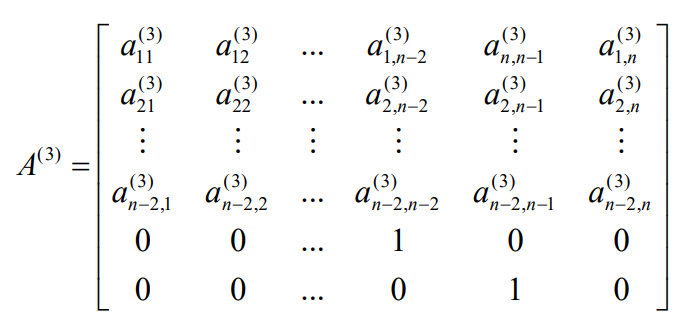 a_{11}^{(3)} a_{12}^{(3)} ... a_{1,n-2}^{(3)} a_{n,n-1}^{(3)} a_{1,n}^{(3)}
a_{21}^{(3)} a_{22}^{(3)} ... a_{2,n-2}^{(3)} a_{2,n-1}^{(3)} a_{2,n}^{(3)}
A^{(3)} = ⋮ ⋮ ⋮ ⋮ ⋮ ⋮
a_{n-2,1}^{(3)} a_{n-2,2}^{(3)} ... a_{n-2,n-2}^{(3)} a_{n-2,n-1}^{(3)} a_{n-2,n}^{(3)}
0 0 ... 1 0 0
0 0 ... 0 1 0